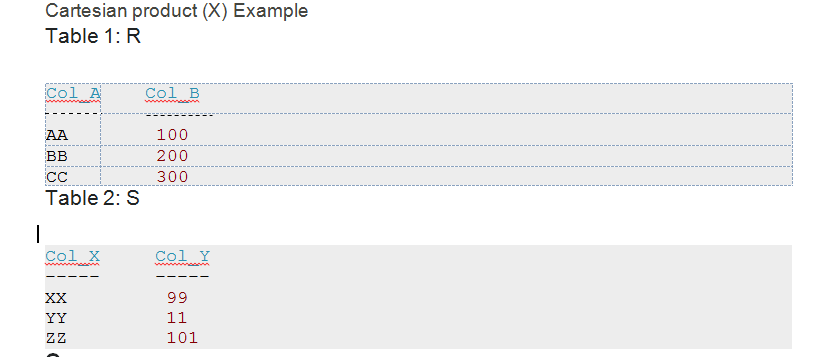 Cartesian product (X) Example
Table 1: R
Col_A Col_B
------ ----------
AA 100
BB 200
CC 300
Table 2: S
Col_X Col_Y
----- -----
XX 99
YY 11
ZZ 101